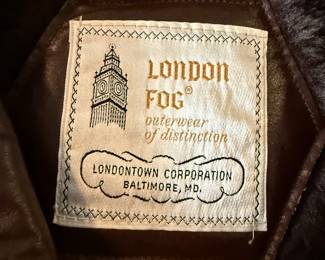 LONDON
FOG®
outerwear
of distinction
LONDONTOWN CORPORATION
BALTIMORE, MD.